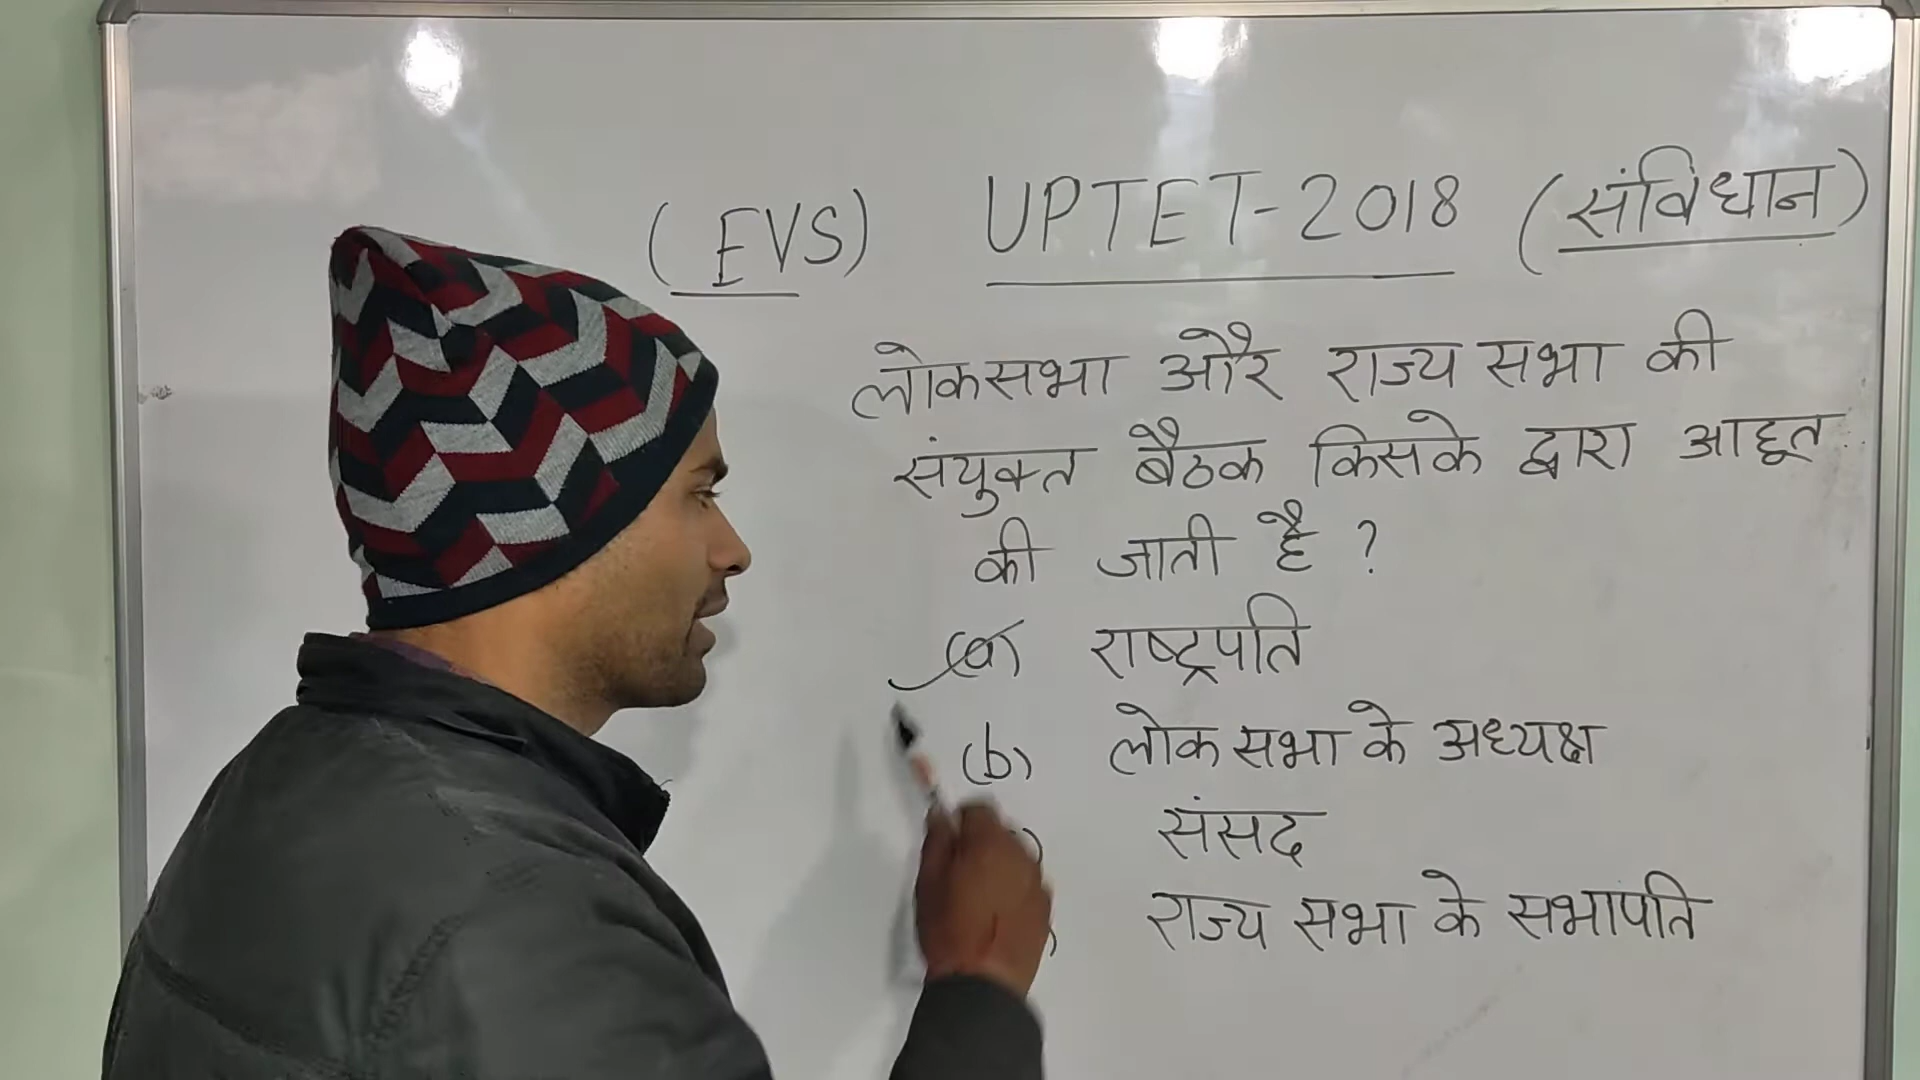 (EVS) UPTET-2018 (संविधान)
लोकसभा और राज्य सभा की
संयुक्त बैठक किसके द्वारा आहूत
की जाती है ?
(a) राष्ट्रपति
(b) लोक सभा के अध्यक्ष
संसद
राज्य सभा के सभापति